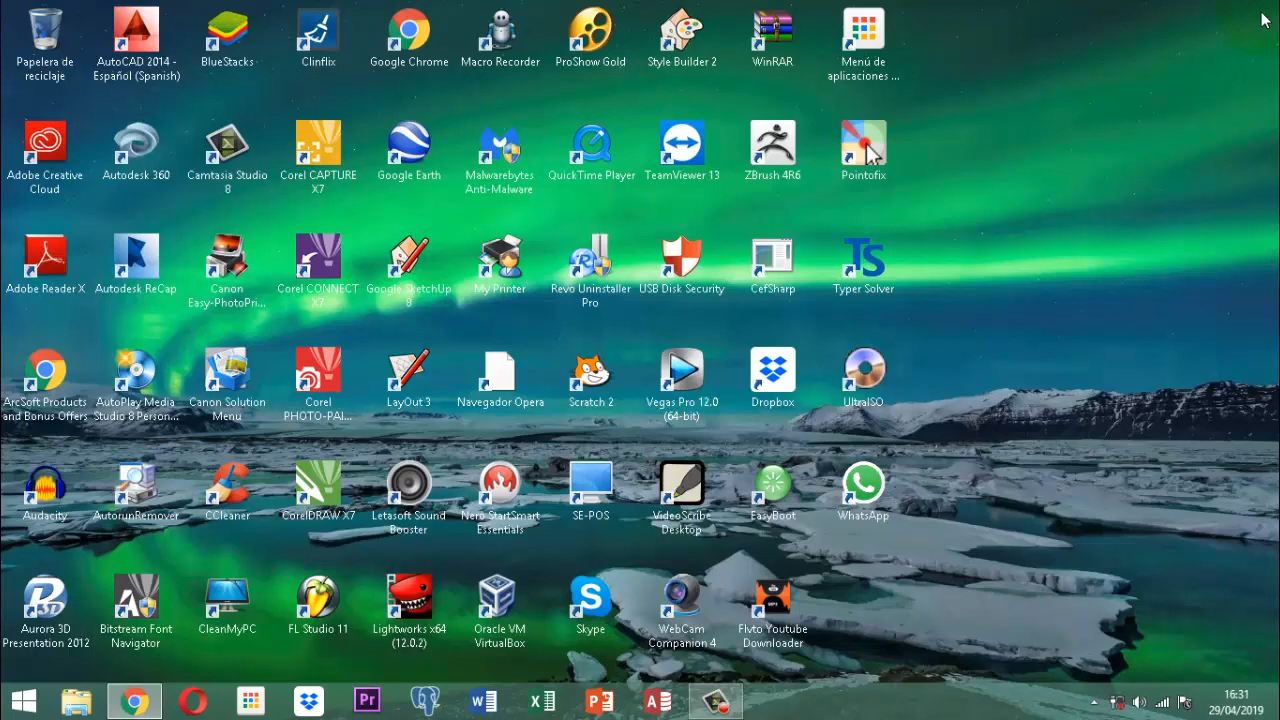 Papelera de
reciclaje
AutoCAD 2014 -
Español (Spanish)
BlueStacks
Clinflix
Google Chrome
Macro Recorder
ProShow Gold
Style Builder 2
WinRAR
Menú de
aplicaciones ...
Adobe Creative
Cloud
Autodesk 360
Camtasia Studio
8
Corel CAPTURE
X7
Google Earth
Malwarebytes
Anti-Malware
QuickTime Player
TeamViewer 13
ZBrush 4R6
Pointofix
Adobe Reader X
Autodesk ReCap
Canon
Easy-PhotoPri...
Corel CONNECT
X7
Google SketchUp
8
My Printer
Revo Uninstaller
Pro
USB Disk Security
CefSharp
TS
Typer Solver
ArcSoft Products
and Bonus Offers
AutoPlay Media
Studio 8 Person...
Canon Solution
Menu
Corel
PHOTO-PAI...
LayOut 3
Navegador Opera
Scratch 2
Vegas Pro 12.0
(64-bit)
Dropbox
UltraISO
Audacity
AutorunRemover
CCleaner
CorelDRAW X7
Letasoft Sound
Booster
Nero StartSmart
Essentials
SE-POS
VideoScribe
Desktop
EasyBoot
WhatsApp
Aurora 3D
Presentation 2012
Bitstream Font
Navigator
CleanMyPC
FL Studio 11
Lightworks x64
(12.0.2)
Oracle VM
VirtualBox
Skype
WebCam
Companion 4
Flvto Youtube
Downloader
Pr
16:31
29/04/2019